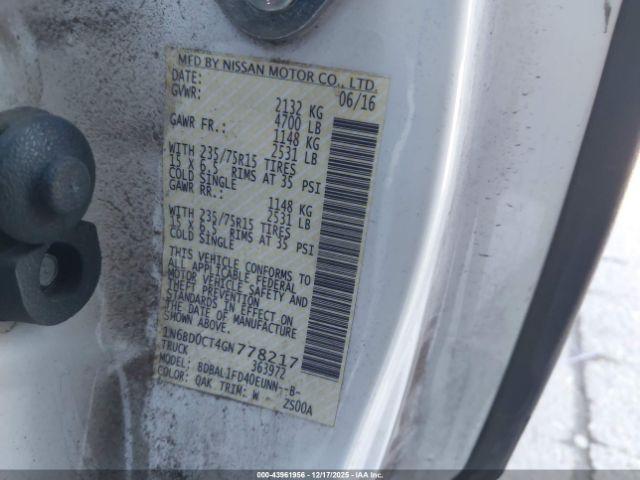 MFD BY NISSAN MOTOR CO., LTD.
DATE: 06/16
GVWR: 2132 KG
4700 LB
GAWR FR.: 1148 KG
2531 LB
WITH 235/75R15 TIRES
15 X 6.5 RIMS AT 35 PSI
COLD SINGLE
GAWR RR.: 1148 KG
2531 LB
WITH 235/75R15 TIRES
15 X 6.5 RIMS AT 35 PSI
COLD SINGLE
THIS VEHICLE CONFORMS TO
ALL APPLICABLE FEDERAL
MOTOR VEHICLE SAFETY AND
THEFT PREVENTION
STANDARDS IN EFFECT ON
THE DATE OF MANUFACTURE
SHOWN ABOVE.
1N6BD0CT4GN778217
TRUCK 363972
MODEL: BDBAL1FD40EUNN--B-
COLOR: QAK TRIM: W - ZS00A
000-43961956 - 12/17/2025 - IAAI.COM